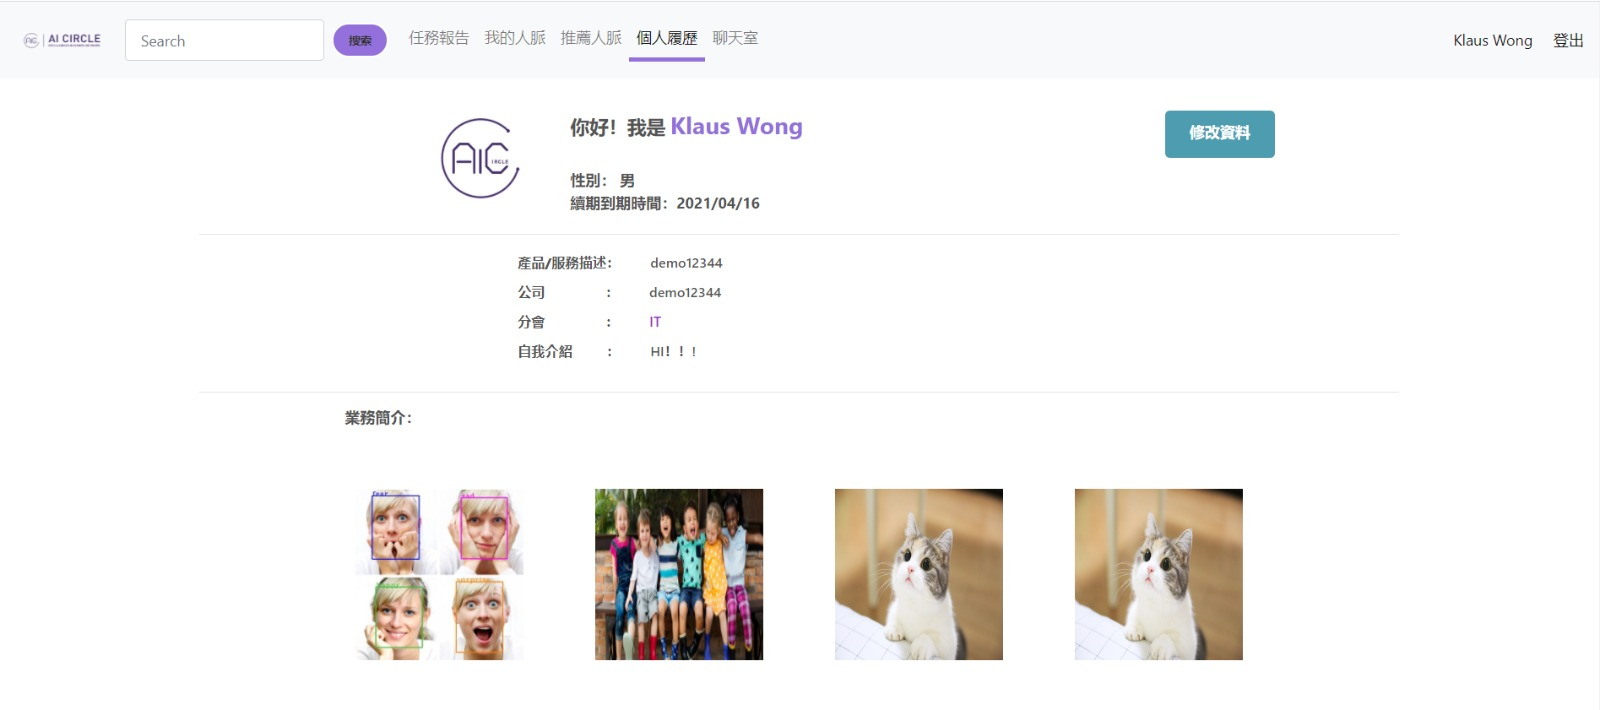 AI CIRCLE
Search
搜索
任務報告 我的人脈 推薦人脈 個人履歷 聊天室
Klaus Wong 登出
AIC IRCLE
你好！我是 Klaus Wong
修改資料
性別： 男
續期到期時間：2021/04/16
產品/服務描述： demo12344
公司 ： demo12344
分會 ： IT
自我介紹 ： HI！！！
業務簡介：
fear